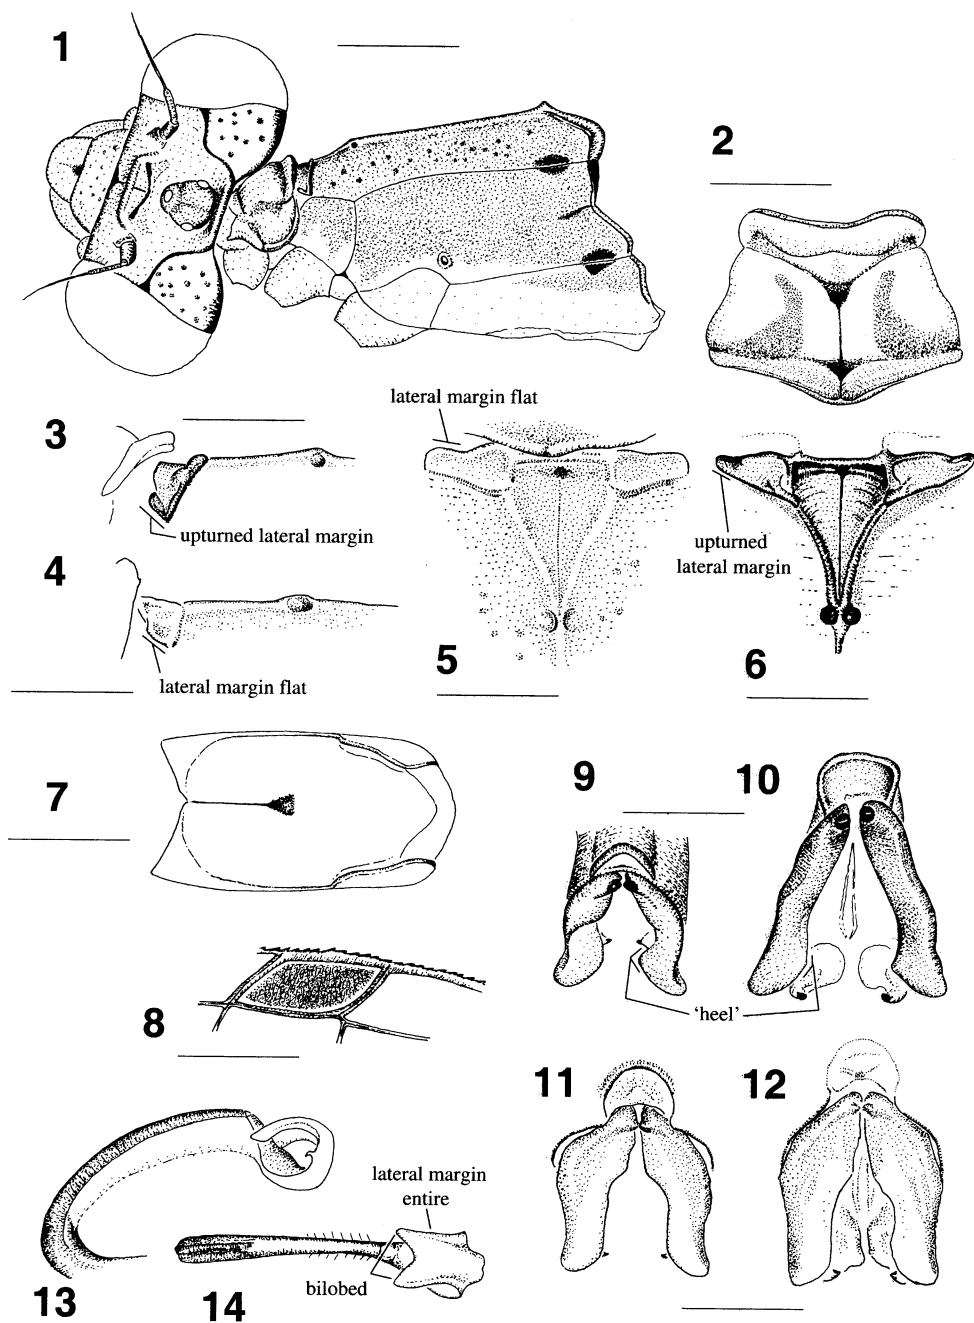 1
2
lateral margin flat
3
upturned lateral margin
4
lateral margin flat
5
upturned
lateral margin
6
7
9
10
8
'heel'
11
12
lateral margin
entire
bilobed
13
14